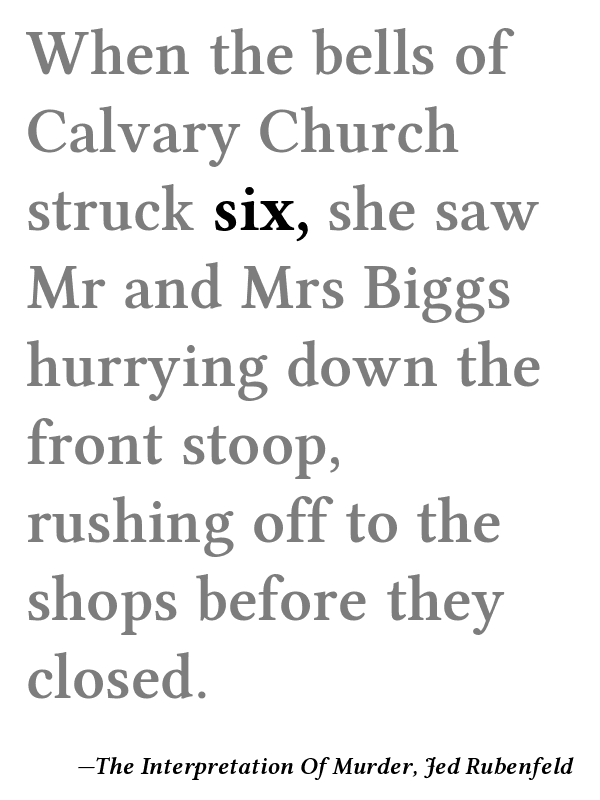 When the bells of
Calvary Church
struck six, she saw
Mr and Mrs Biggs
hurrying down the
front stoop,
rushing off to the
shops before they
closed.
—The Interpretation Of Murder, Jed Rubenfeld